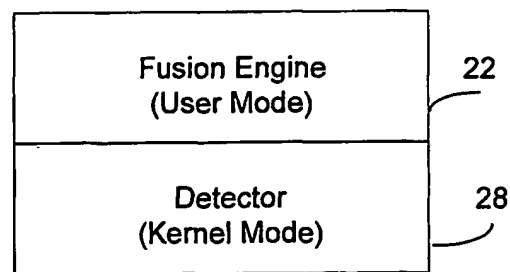 Fusion Engine
(User Mode)
22
Detector
(Kernel Mode)
28